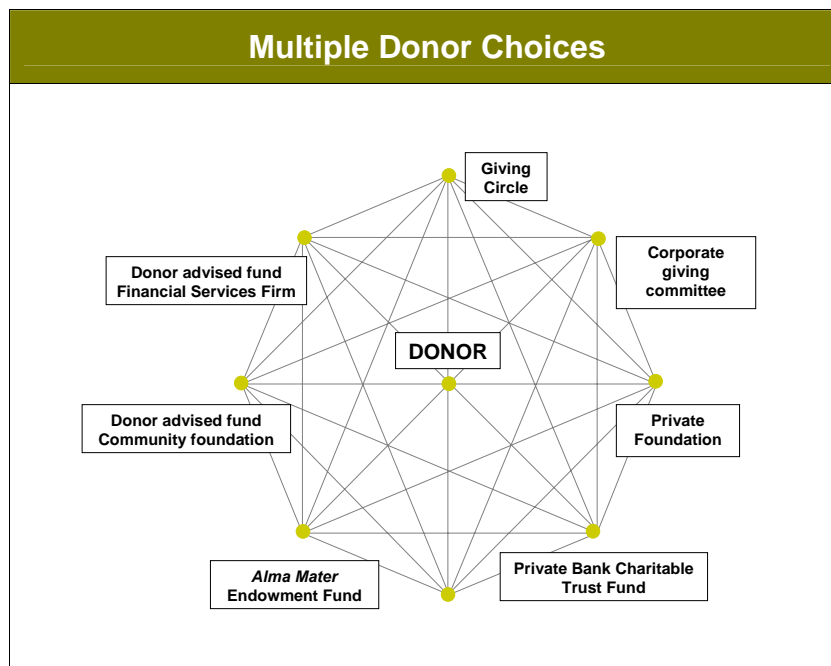 Multiple Donor Choices
Giving
Circle
Donor advised fund
Financial Services Firm
Corporate
giving
committee
DONOR
Donor advised fund
Community foundation
Private
Foundation
Alma Mater
Endowment Fund
Private Bank Charitable
Trust Fund